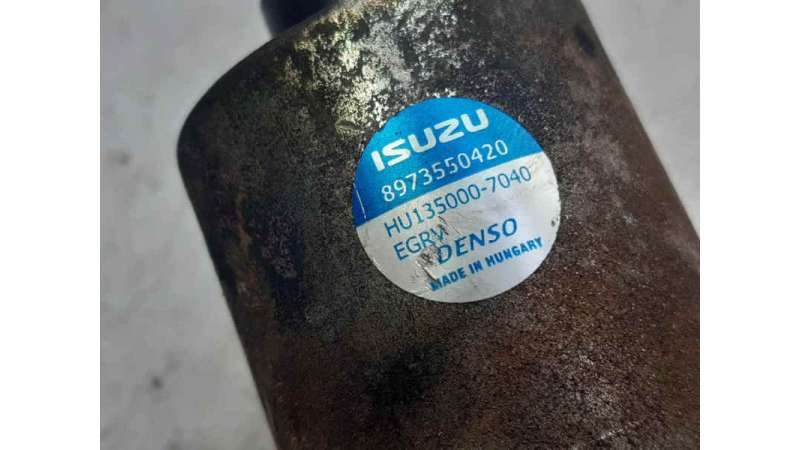 ISUZU
8973550420
HU135000-7040
EGRV
DENSO
MADE IN HUNGARY